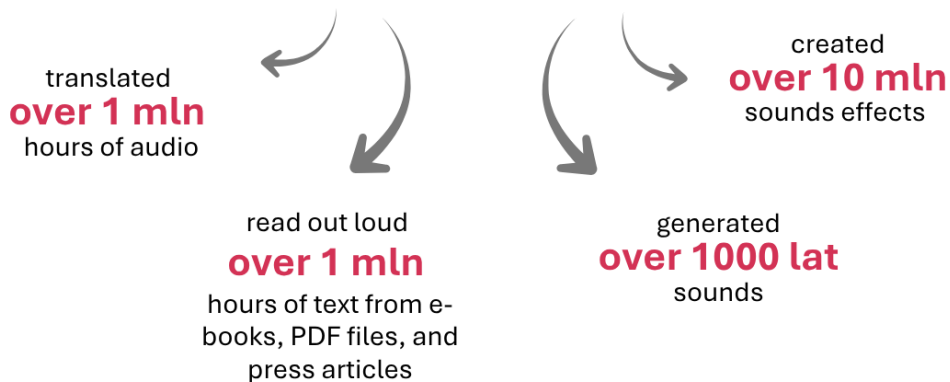 translated
over 1 mln
hours of audio
created
over 10 mln
sounds effects
read out loud
over 1 mln
hours of text from e-
books, PDF files, and
press articles
generated
over 1000 lat
sounds